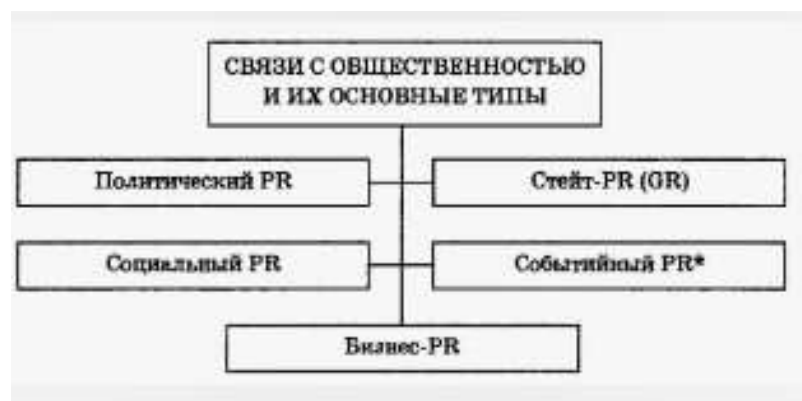 СВЯЗИ С ОБЩЕСТВЕННОСТЬЮ
И ИХ ОСНОВНЫЕ ТИПЫ
Политический PR
Стейт-PR (GR)
Социальный PR
Событийный PR*
Бизнес-PR